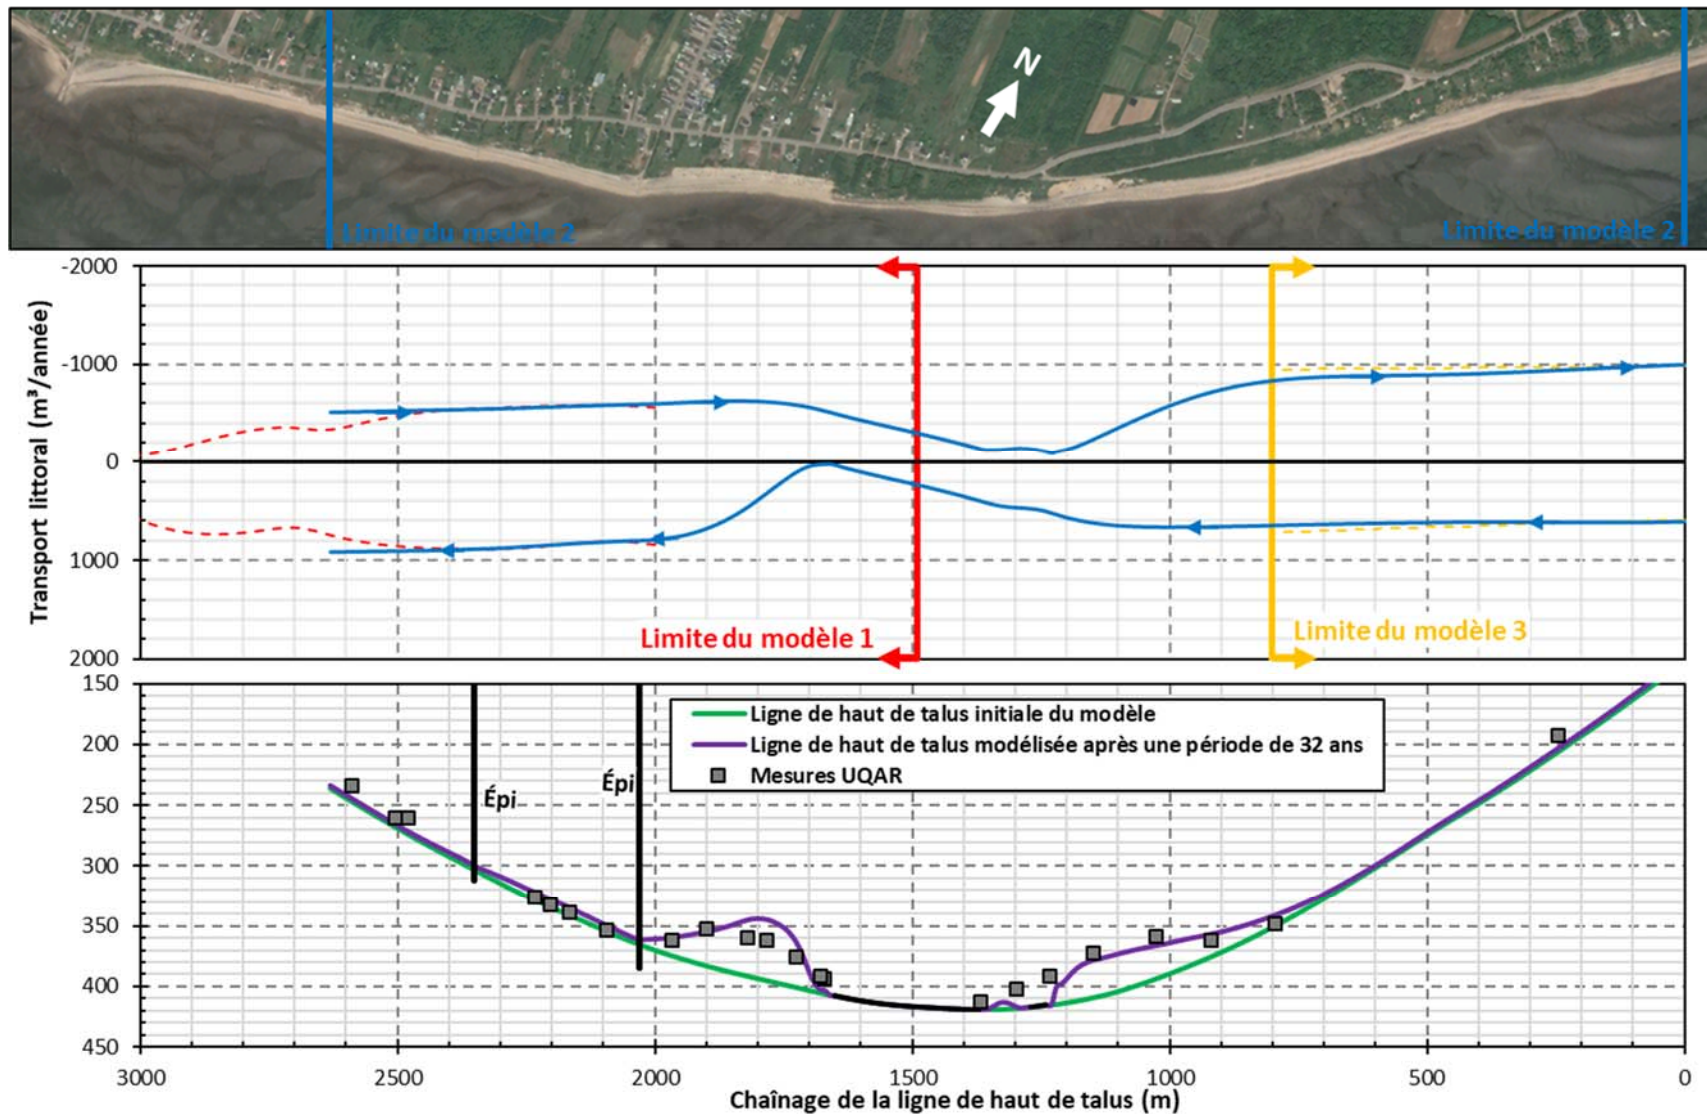 N
Limite du modèle 2
Limite du modèle 2
Transport littoral (m³/année)
-2000
-1000
0
1000
2000
Limite du modèle 1
Limite du modèle 3
150
200
250
300
350
400
450
Épi
Épi
Ligne de haut de talus initiale du modèle
Ligne de haut de talus modélisée après une période de 32 ans
Mesures UQAR
3000 2500 2000 1500 1000 500 0
Chaînage de la ligne de haut de talus (m)